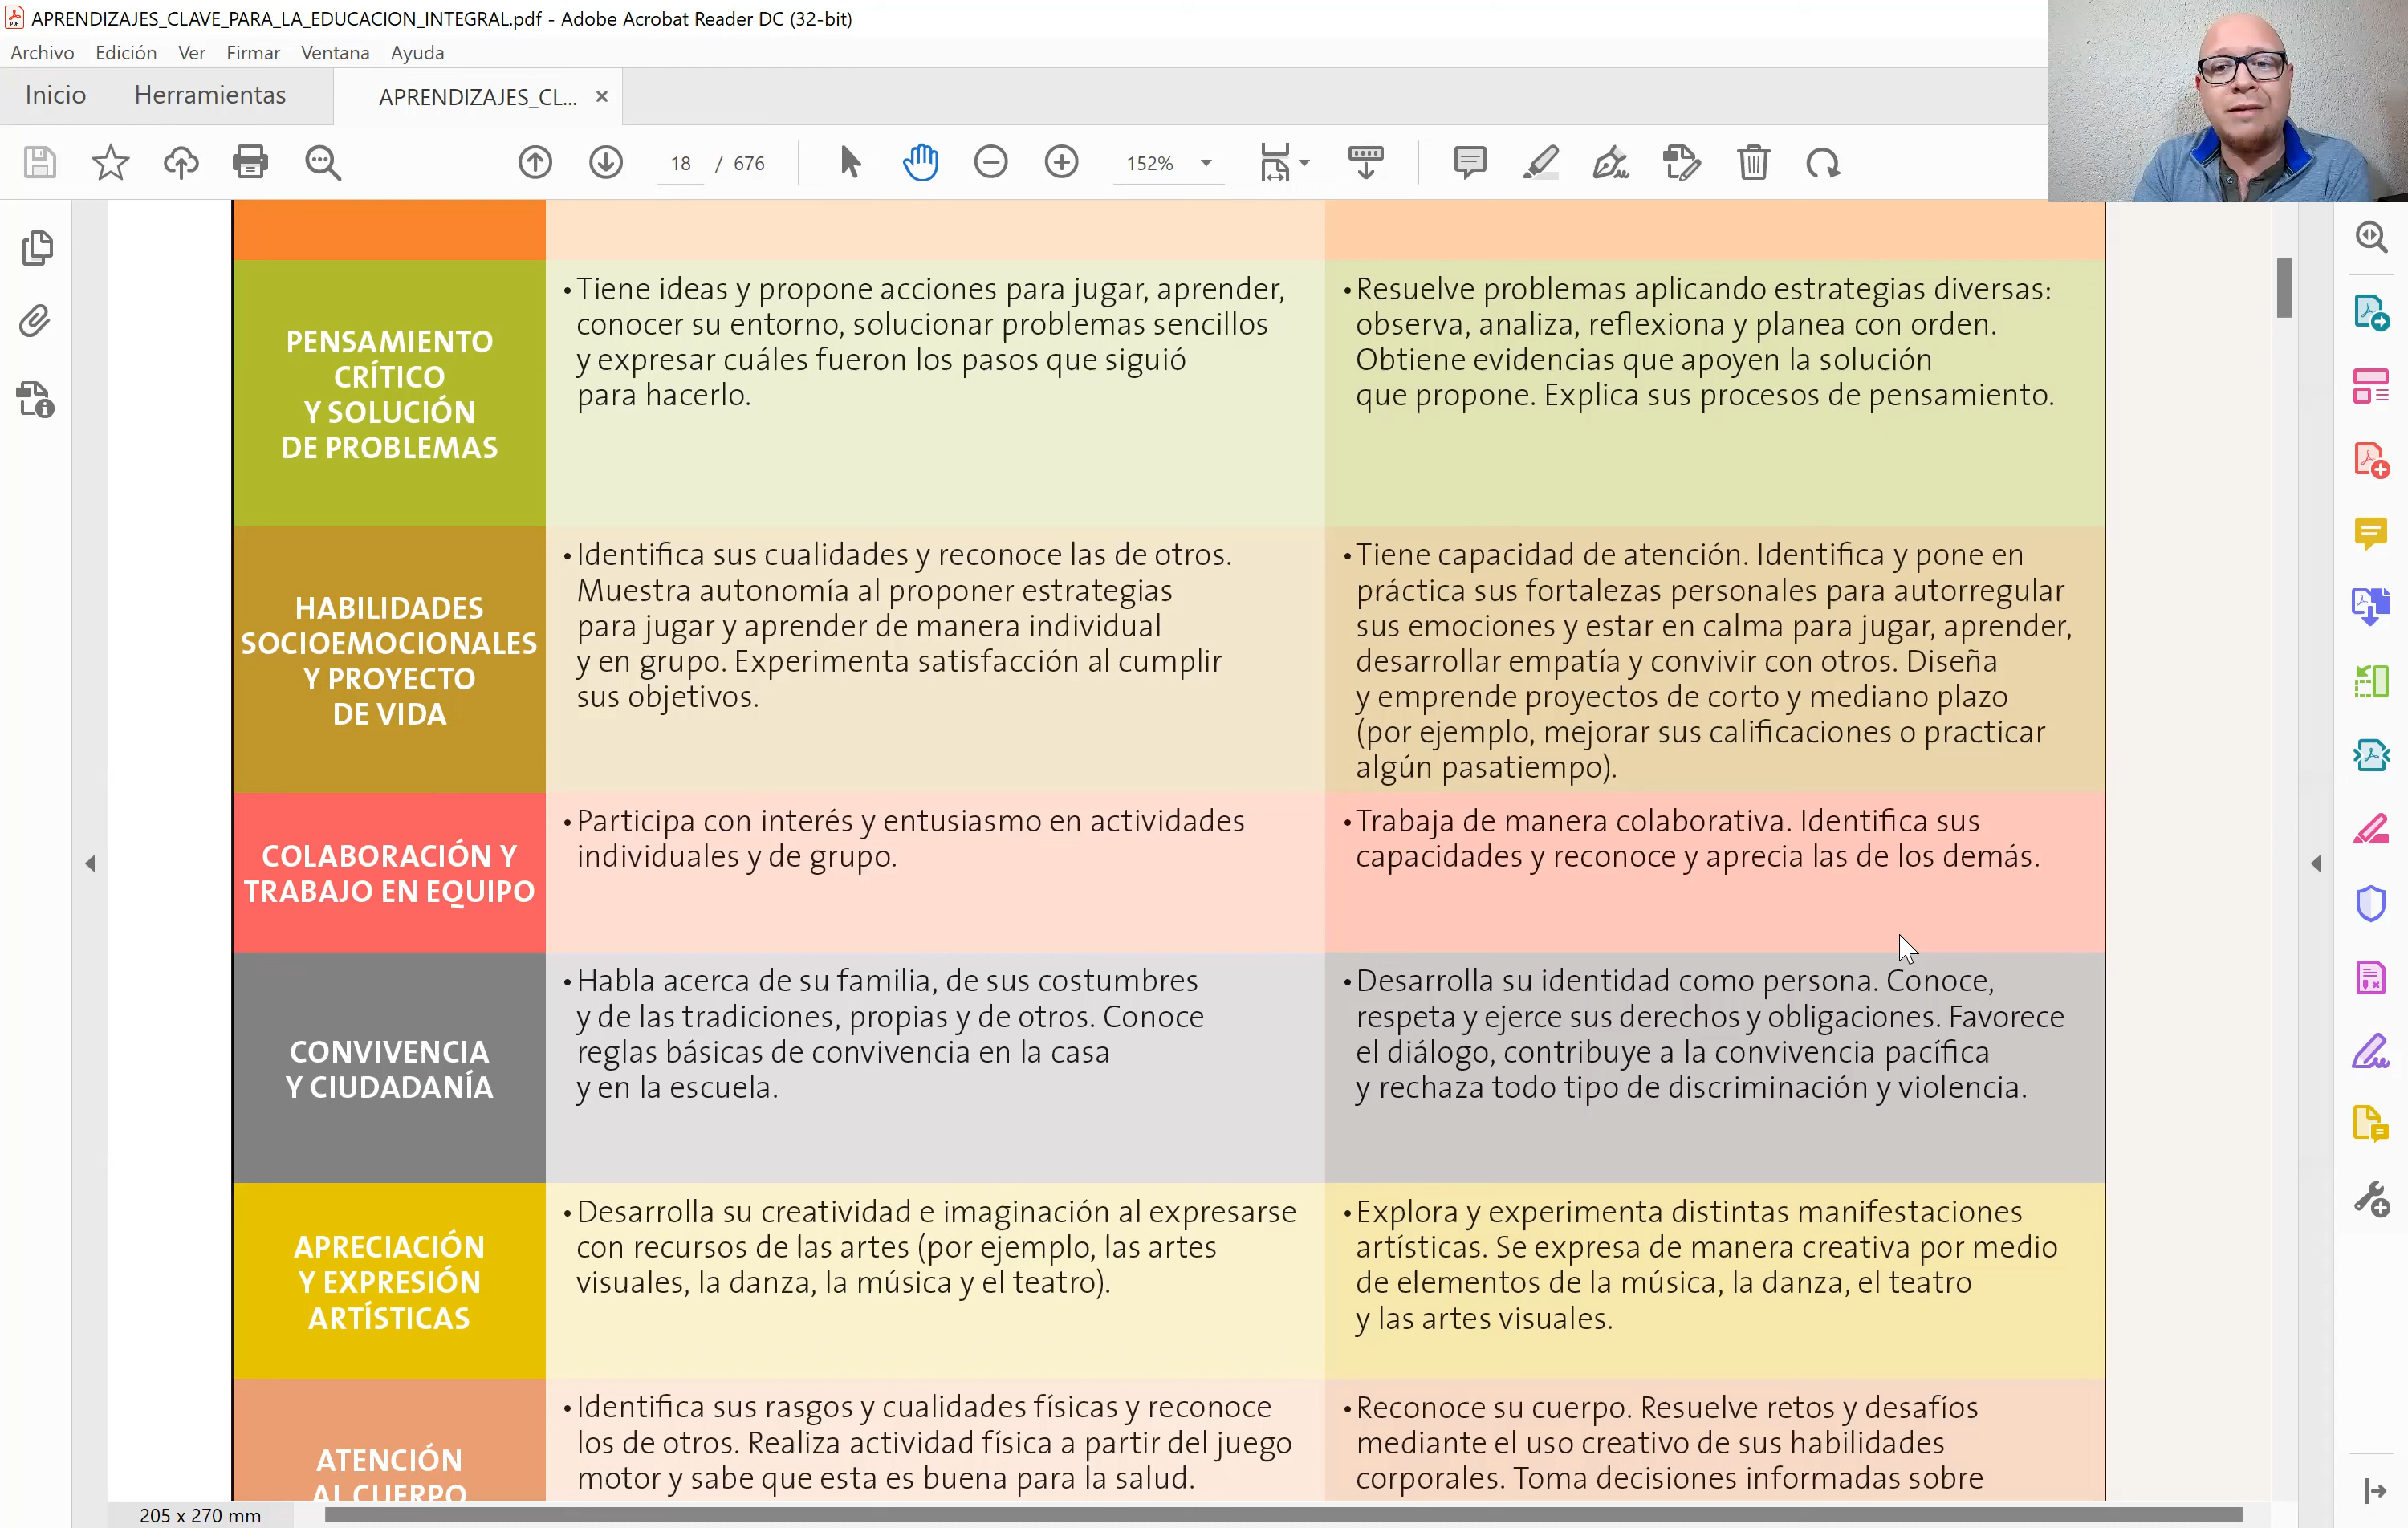 APRENDIZAJES_CLAVE_PARA_LA_EDUCACION_INTEGRAL.pdf - Adobe Acrobat Reader DC (32-bit)
Archivo Edición Ver Firmar Ventana Ayuda
Inicio Herramientas APRENDIZAJES_CL... ×
18 / 676 152%
PENSAMIENTO
CRÍTICO
Y SOLUCIÓN
DE PROBLEMAS
• Tiene ideas y propone acciones para jugar, aprender,
conocer su entorno, solucionar problemas sencillos
y expresar cuáles fueron los pasos que siguió
para hacerlo.
• Resuelve problemas aplicando estrategias diversas:
observa, analiza, reflexiona y planea con orden.
Obtiene evidencias que apoyen la solución
que propone. Explica sus procesos de pensamiento.
HABILIDADES
SOCIOEMOCIONALES
Y PROYECTO
DE VIDA
• Identifica sus cualidades y reconoce las de otros.
Muestra autonomía al proponer estrategias
para jugar y aprender de manera individual
y en grupo. Experimenta satisfacción al cumplir
sus objetivos.
• Tiene capacidad de atención. Identifica y pone en
práctica sus fortalezas personales para autorregular
sus emociones y estar en calma para jugar, aprender,
desarrollar empatía y convivir con otros. Diseña
y emprende proyectos de corto y mediano plazo
(por ejemplo, mejorar sus calificaciones o practicar
algún pasatiempo).
COLABORACIÓN Y
TRABAJO EN EQUIPO
• Participa con interés y entusiasmo en actividades
individuales y de grupo.
• Trabaja de manera colaborativa. Identifica sus
capacidades y reconoce y aprecia las de los demás.
CONVIVENCIA
Y CIUDADANÍA
• Habla acerca de su familia, de sus costumbres
y de las tradiciones, propias y de otros. Conoce
reglas básicas de convivencia en la casa
y en la escuela.
• Desarrolla su identidad como persona. Conoce,
respeta y ejerce sus derechos y obligaciones. Favorece
el diálogo, contribuye a la convivencia pacífica
y rechaza todo tipo de discriminación y violencia.
APRECIACIÓN
Y EXPRESIÓN
ARTÍSTICAS
• Desarrolla su creatividad e imaginación al expresarse
con recursos de las artes (por ejemplo, las artes
visuales, la danza, la música y el teatro).
• Explora y experimenta distintas manifestaciones
artísticas. Se expresa de manera creativa por medio
de elementos de la música, la danza, el teatro
y las artes visuales.
ATENCIÓN
AL CUERPO
• Identifica sus rasgos y cualidades físicas y reconoce
los de otros. Realiza actividad física a partir del juego
motor y sabe que esta es buena para la salud.
• Reconoce su cuerpo. Resuelve retos y desafíos
mediante el uso creativo de sus habilidades
corporales. Toma decisiones informadas sobre
205 x 270 mm